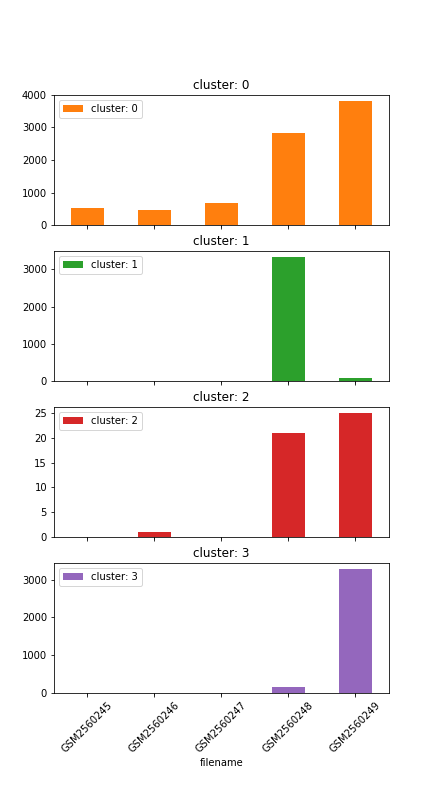 cluster: 0
4000
cluster: 0
3000
2000
1000
0
cluster: 1
cluster: 1
3000
2000
1000
0
cluster: 2
25
cluster: 2
20
15
10
5
0
cluster: 3
cluster: 3
3000
2000
1000
0
GSM2560245
GSM2560246
GSM2560247
GSM2560248
GSM2560249
filename